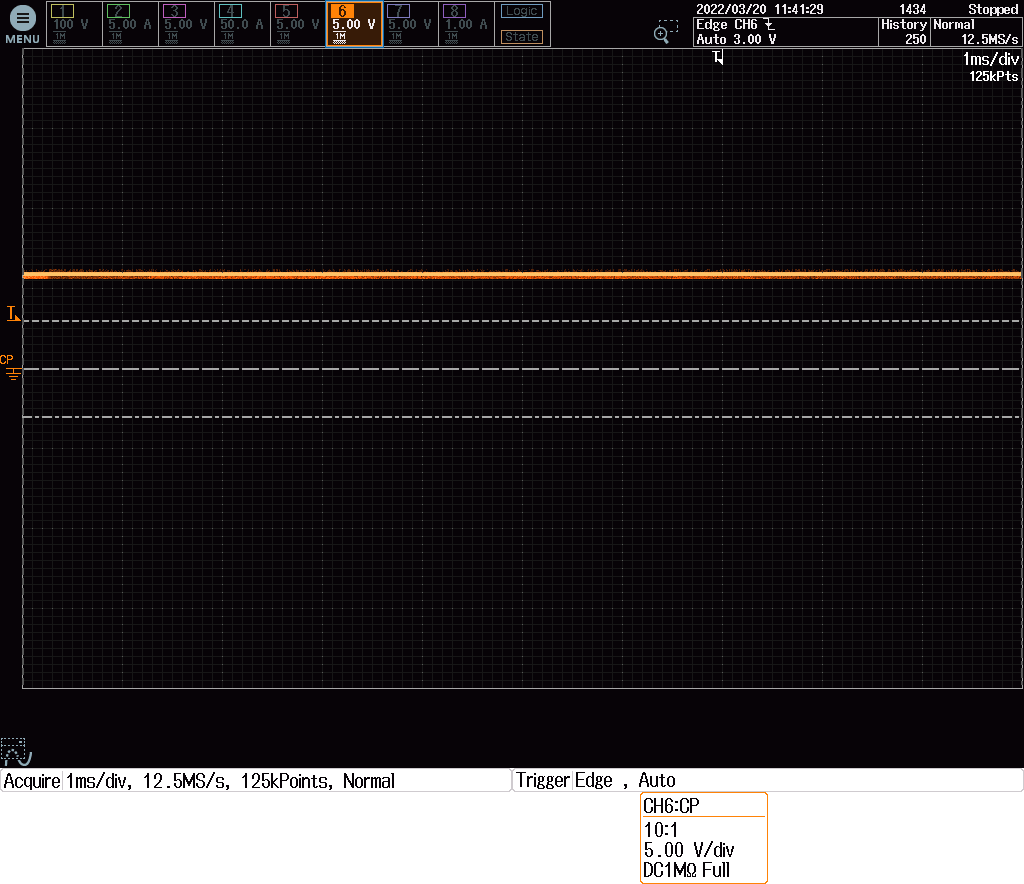 MENU
1 100 V 1M
2 5.00 A 1M
3 5.00 V 1M
4 50.0 A 1M
5 5.00 V 1M
6 5.00 V 1M
7 5.00 V 1M
8 1.00 A 1M
Logic
State
2022/03/20 11:41:29 1434 Stopped
Edge CH6 History Normal
Auto 3.00 V 250 12.5MS/s
T 1ms/div
125kPts
T
CP
Acquire 1ms/div, 12.5MS/s, 125kPoints, Normal Trigger Edge , Auto
CH6:CP
10:1
5.00 V/div
DC1MΩ Full